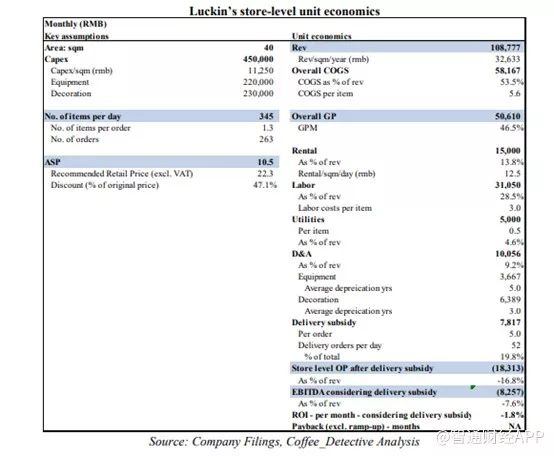 Luckin's store-level unit economics
Monthly (RMB)
Key assumptions
Area: sqm 40
Capex 450,000
Capex/sqm (rmb) 11,250
Equipment 220,000
Decoration 230,000
No. of items per day 345
No. of items per order 1.3
No. of orders 263
ASP 10.5
Recommended Retail Price (excl. VAT) 22.3
Discount (% of original price) 47.1%
Unit economics
Rev 108,777
Rev/sqm/year (rmb) 32,633
Overall COGS 58,167
COGS as % of rev 53.5%
COGS per item 5.6
Overall GP 50,610
GPM 46.5%
Rental 15,000
As % of rev 13.8%
Rental/sqm/day (rmb) 12.5
Labor 31,050
As % of rev 28.5%
Labor costs per item 3.0
Utilities 5,000
Per item 0.5
As % of rev 4.6%
D&A 10,056
As % of rev 9.2%
Equipment 3,667
Average depreication yrs 5.0
Decoration 6,389
Average depreication yrs 3.0
Delivery subsidy 7,817
Per order 5.0
Delivery orders per day 52
% of total 19.8%
Store level OP after delivery subsidy (18,313)
As % of rev -16.8%
EBITDA considering delivery subsidy (8,257)
As % of rev -7.6%
ROI - per month - considering delivery subsidy -1.8%
Payback (excl. ramp-up) - months NA
Source: Company Filings, Coffee_Detective Analysis
@智通财经APP